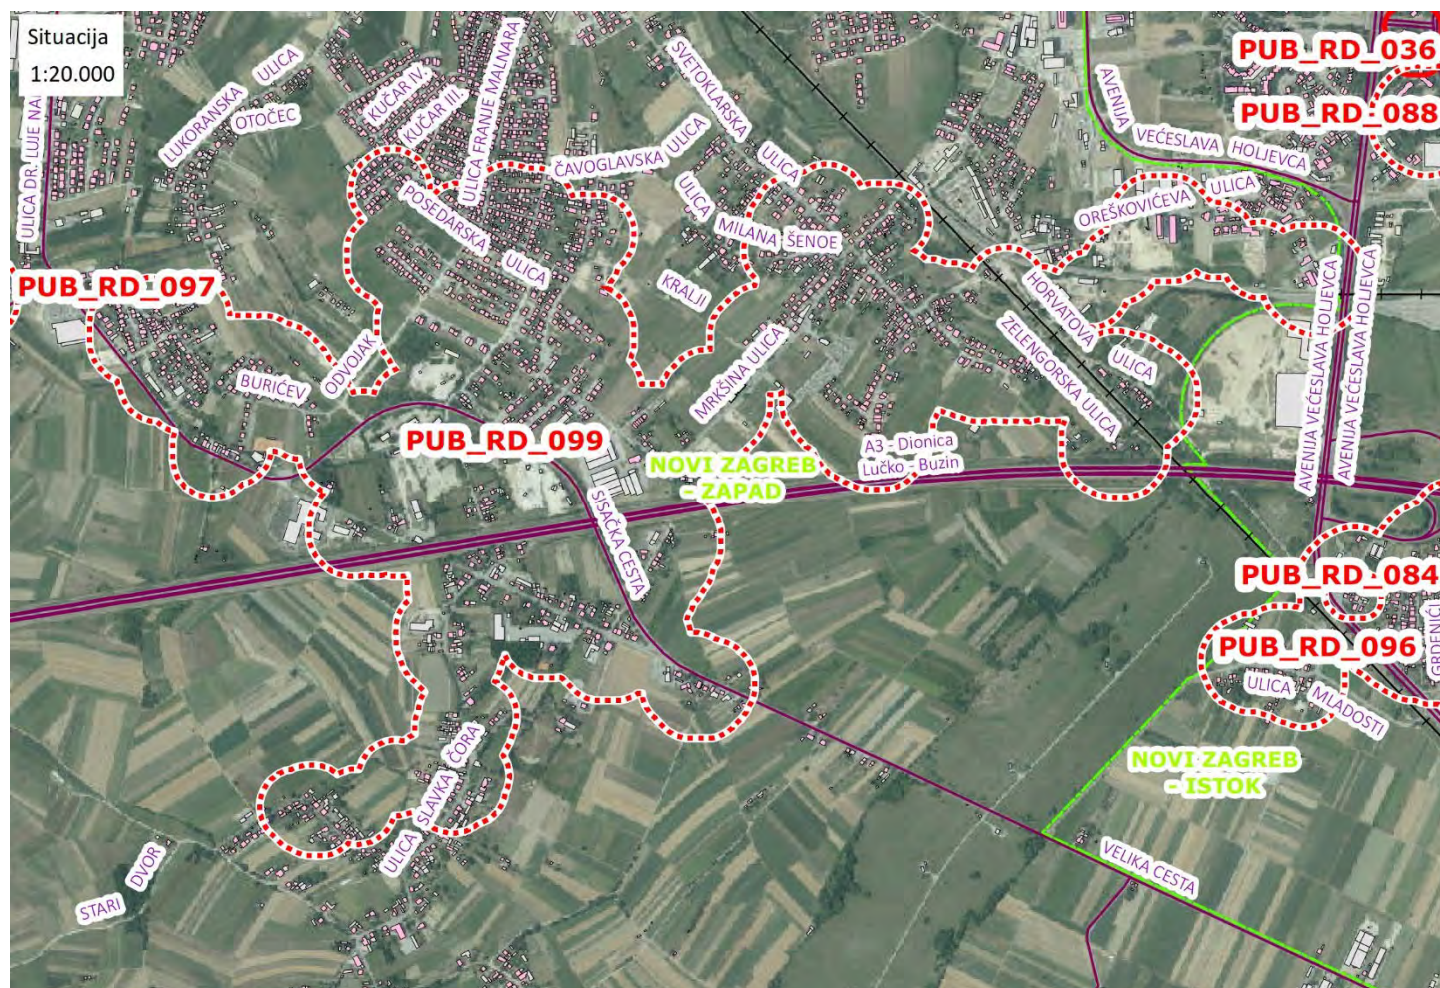 Situacija
1:20.000
PUB_RD_036
PUB_RD_088
ULICA DR. LUJE NA
LUKORANSKA ULICA
OTOČEC
KUČAR IV.
KUČAR III.
ULICA FRANJE MALNARA
SVETOKLARSKA ULICA
AVENIJA VEĆESLAVA HOLJEVCA
ČAVOGLAVSKA ULICA
POSEDARSKA ULICA
ULICA MILANA ŠENOE
OREŠKOVIĆEVA ULICA
KRALJI
PUB_RD_097
HORVATOVA ULICA
ZELENGORSKA ULICA
AVENIJA VEĆESLAVA HOLJEVCA
AVENIJA VEĆESLAVA HOLJEVCA
BURIĆEV ODVOJAK
MRKŠINA ULICA
PUB_RD_099
A3 - Dionica
Lučko - Buzin
NOVI ZAGREB
- ZAPAD
SISAČKA CESTA
PUB_RD_084
PUB_RD_096
GRDENIĆI
ULICA MLADOSTI
ULICA SLAVKA ČORA
NOVI ZAGREB
- ISTOK
STARI DVOR
VELIKA CESTA